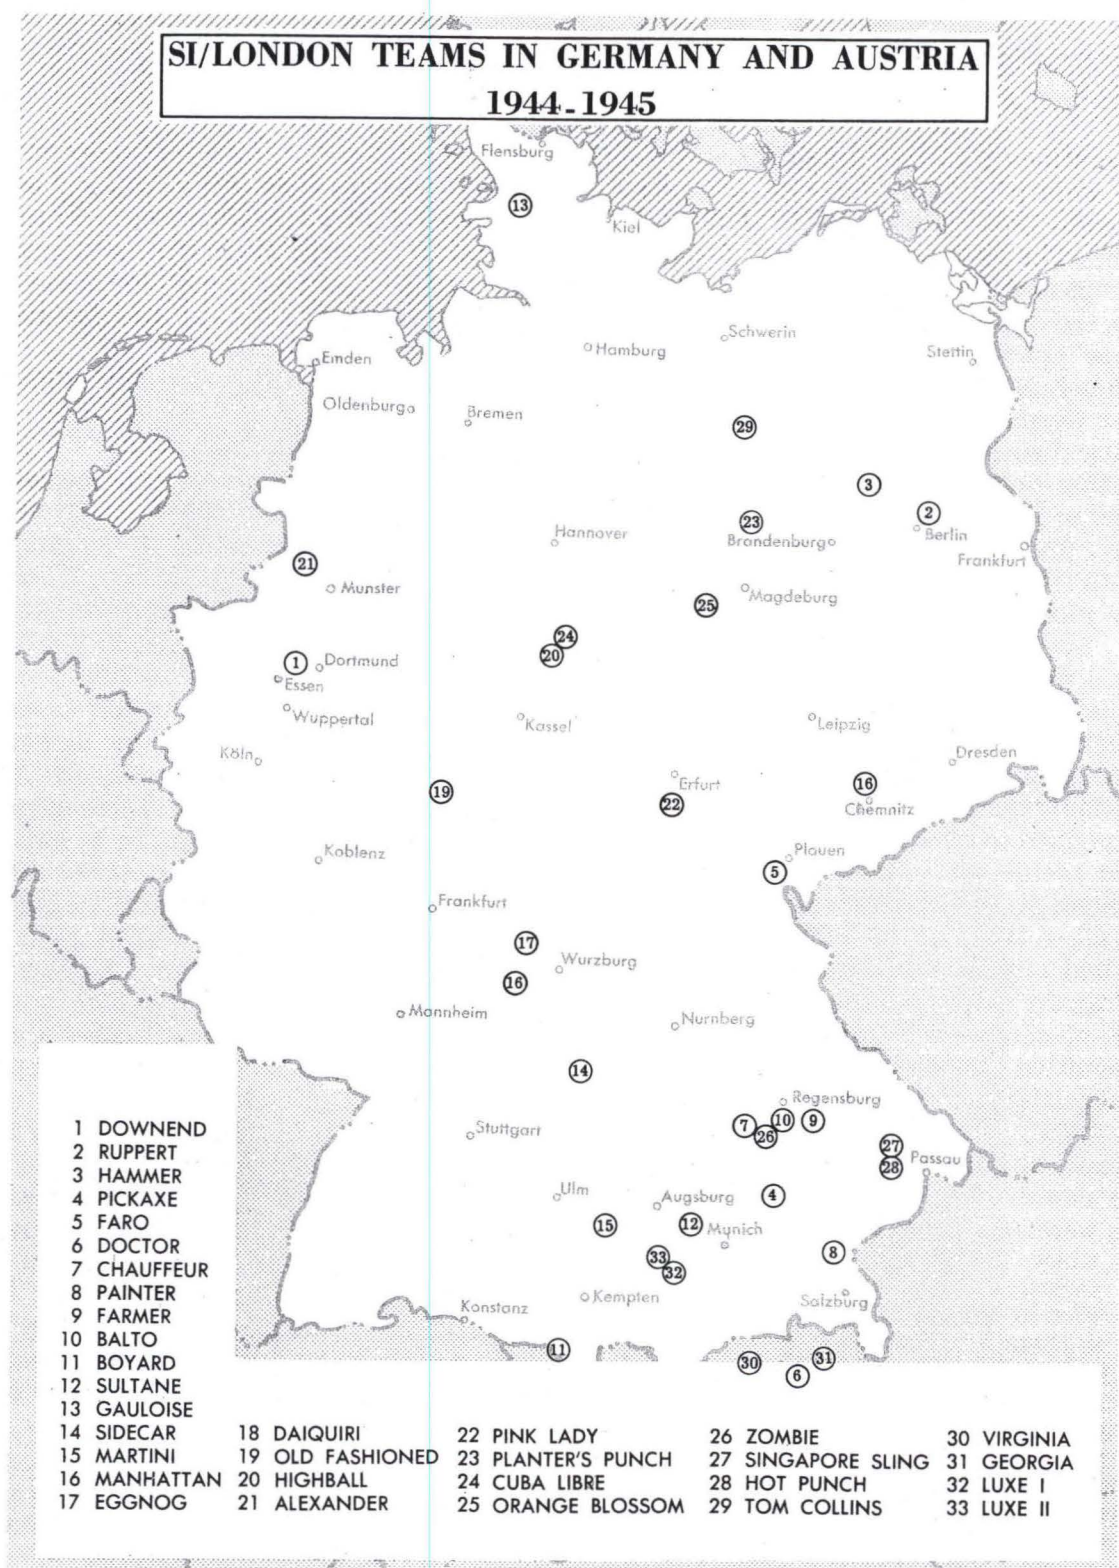 SI/LONDON TEAMS IN GERMANY AND AUSTRIA
1944-1945
Flensburg
13
Kiel
Schwerin
Hamburg
Emden
Stettin
Oldenburg
Bremen
29
3
2
23
Hannover
Berlin
Brandenburg
Frankfurt
21
Munster
Magdeburg
25
24
20
1
Dortmund
Essen
Wuppertal
Kassel
Leipzig
Köln
Dresden
19
Erfurt
16
22
Chemnitz
Koblenz
Plauen
5
Frankfurt
17
Wurzburg
16
Mannheim
Nurnberg
14
Regensburg
7
10
9
26
Stuttgart
27
28
Passau
Ulm
Augsburg
4
15
12
Munich
33
8
32
Kempten
Salzburg
Konstanz
11
30
31
6
1 DOWNEND
2 RUPPERT
3 HAMMER
4 PICKAXE
5 FARO
6 DOCTOR
7 CHAUFFEUR
8 PAINTER
9 FARMER
10 BALTO
11 BOYARD
12 SULTANE
13 GAULOISE
14 SIDECAR
15 MARTINI
16 MANHATTAN
17 EGGNOG
18 DAIQUIRI
19 OLD FASHIONED
20 HIGHBALL
21 ALEXANDER
22 PINK LADY
23 PLANTER'S PUNCH
24 CUBA LIBRE
25 ORANGE BLOSSOM
26 ZOMBIE
27 SINGAPORE SLING
28 HOT PUNCH
29 TOM COLLINS
30 VIRGINIA
31 GEORGIA
32 LUXE I
33 LUXE II